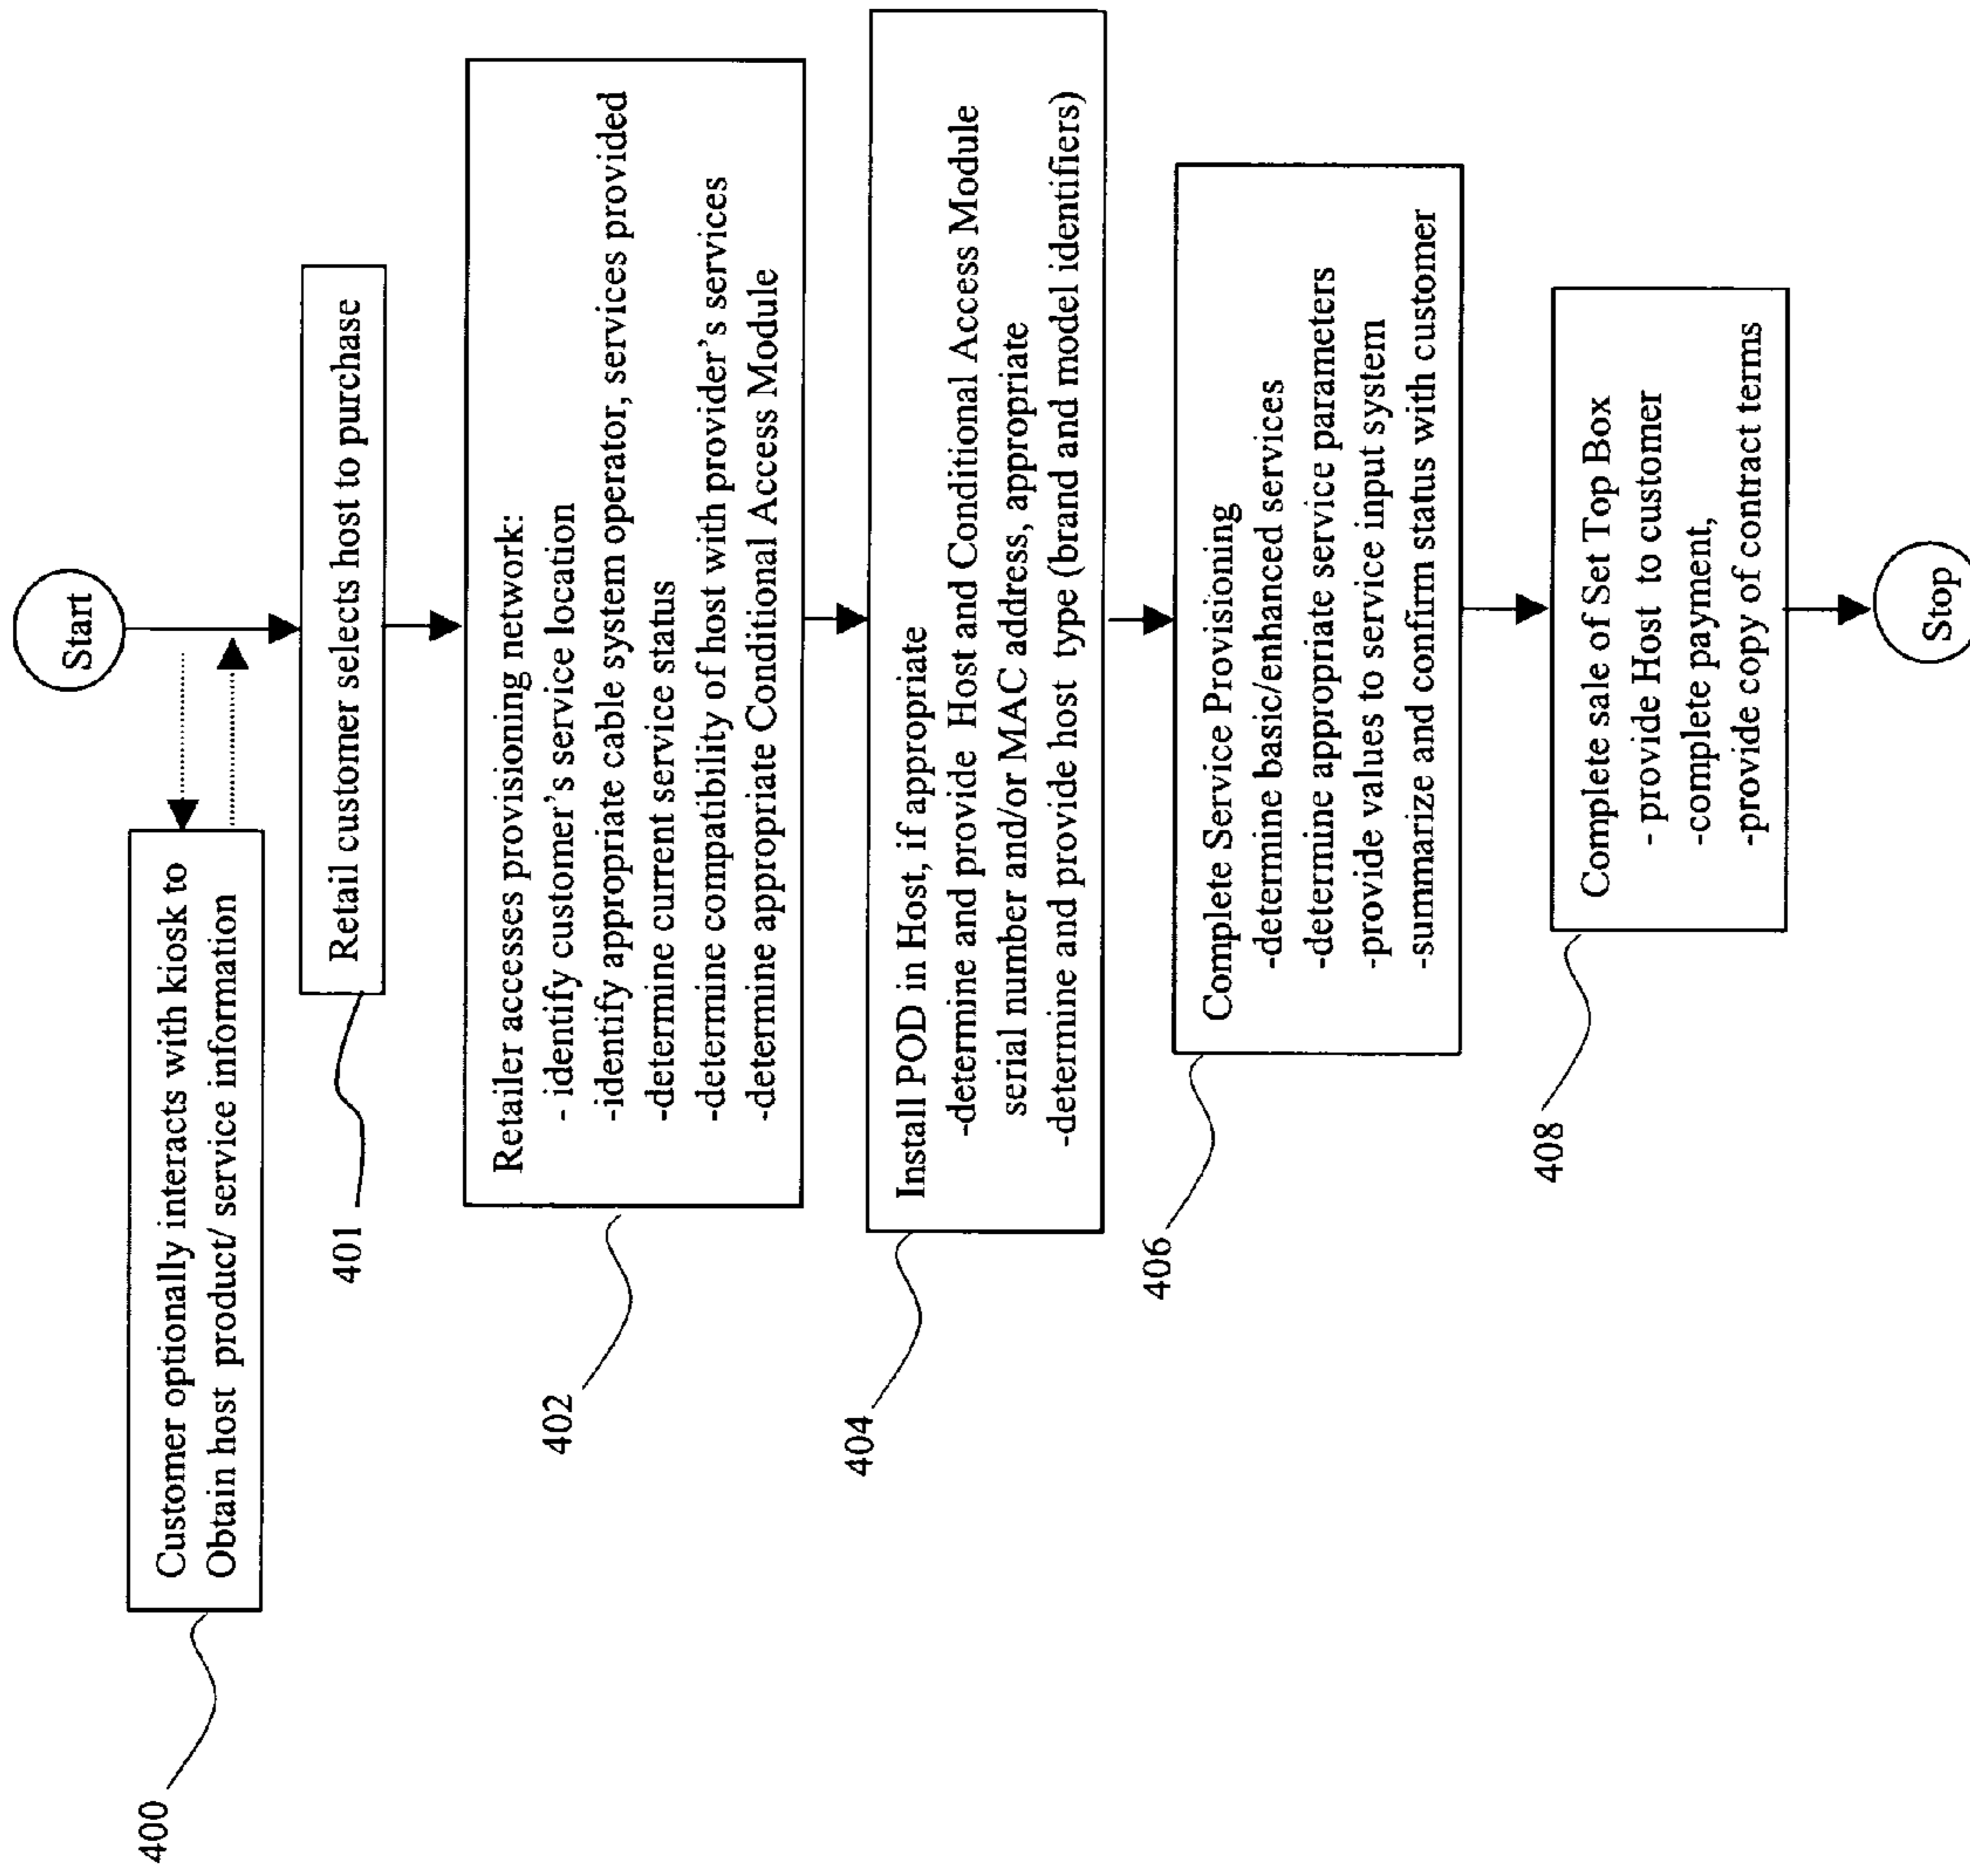 Start
Customer optionally interacts with kiosk to
Obtain host product/ service information
400
Retail customer selects host to purchase
401
Retailer accesses provisioning network:
- identify customer's service location
-identify appropriate cable system operator, services provided
-determine current service status
-determine compatibility of host with provider's services
-determine appropriate Conditional Access Module
402
Install POD in Host, if appropriate
-determine and provide Host and Conditional Access Module
serial number and/or MAC address, appropriate
-determine and provide host type (brand and model identifiers)
404
Complete Service Provisioning
-determine basic/enhanced services
-determine appropriate service parameters
-provide values to service input system
-summarize and confirm status with customer
406
Complete sale of Set Top Box
- provide Host to customer
-complete payment,
-provide copy of contract terms
408
Stop